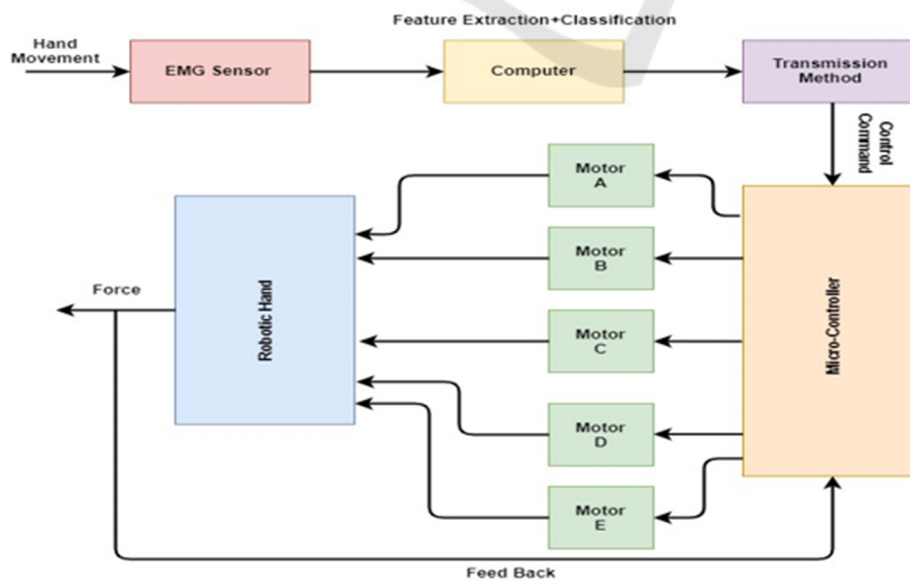 Feature Extraction+Classification
Hand
Movement
EMG Sensor
Computer
Transmission
Method
Control
Command
Motor
A
Motor
B
Motor
C
Motor
D
Motor
E
Micro-Controller
Robotic Hand
Force
Feed Back